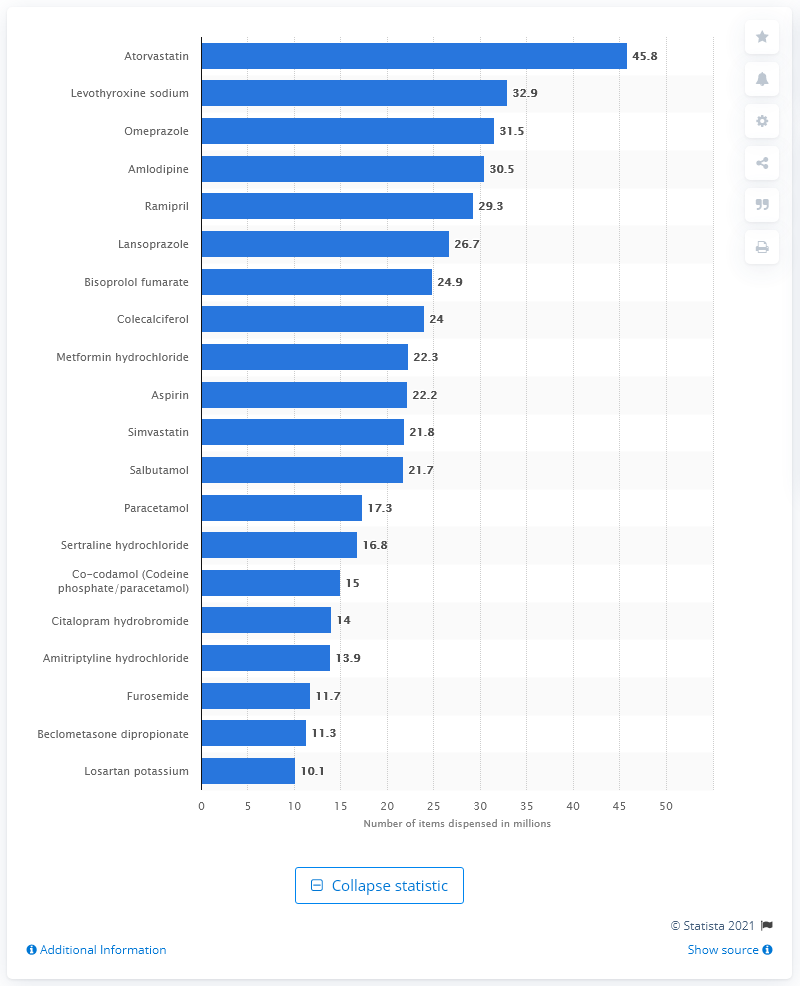 Atorvastatin 45.8
Levothyroxine sodium 32.9
Omeprazole 31.5
Amlodipine 30.5
Ramipril 29.3
Lansoprazole 26.7
Bisoprolol fumarate 24.9
Colecalciferol 24
Metformin hydrochloride 22.3
Aspirin 22.2
Simvastatin 21.8
Salbutamol 21.7
Paracetamol 17.3
Sertraline hydrochloride 16.8
Co-codamol (Codeine
phosphate/paracetamol) 15
Citalopram hydrobromide 14
Amitriptyline hydrochloride 13.9
Furosemide 11.7
Beclometasone dipropionate 11.3
Losartan potassium 10.1
0 5 10 15 20 25 30 35 40 45 50
Number of items dispensed in millions
Collapse statistic
© Statista 2021
Additional Information
Show source